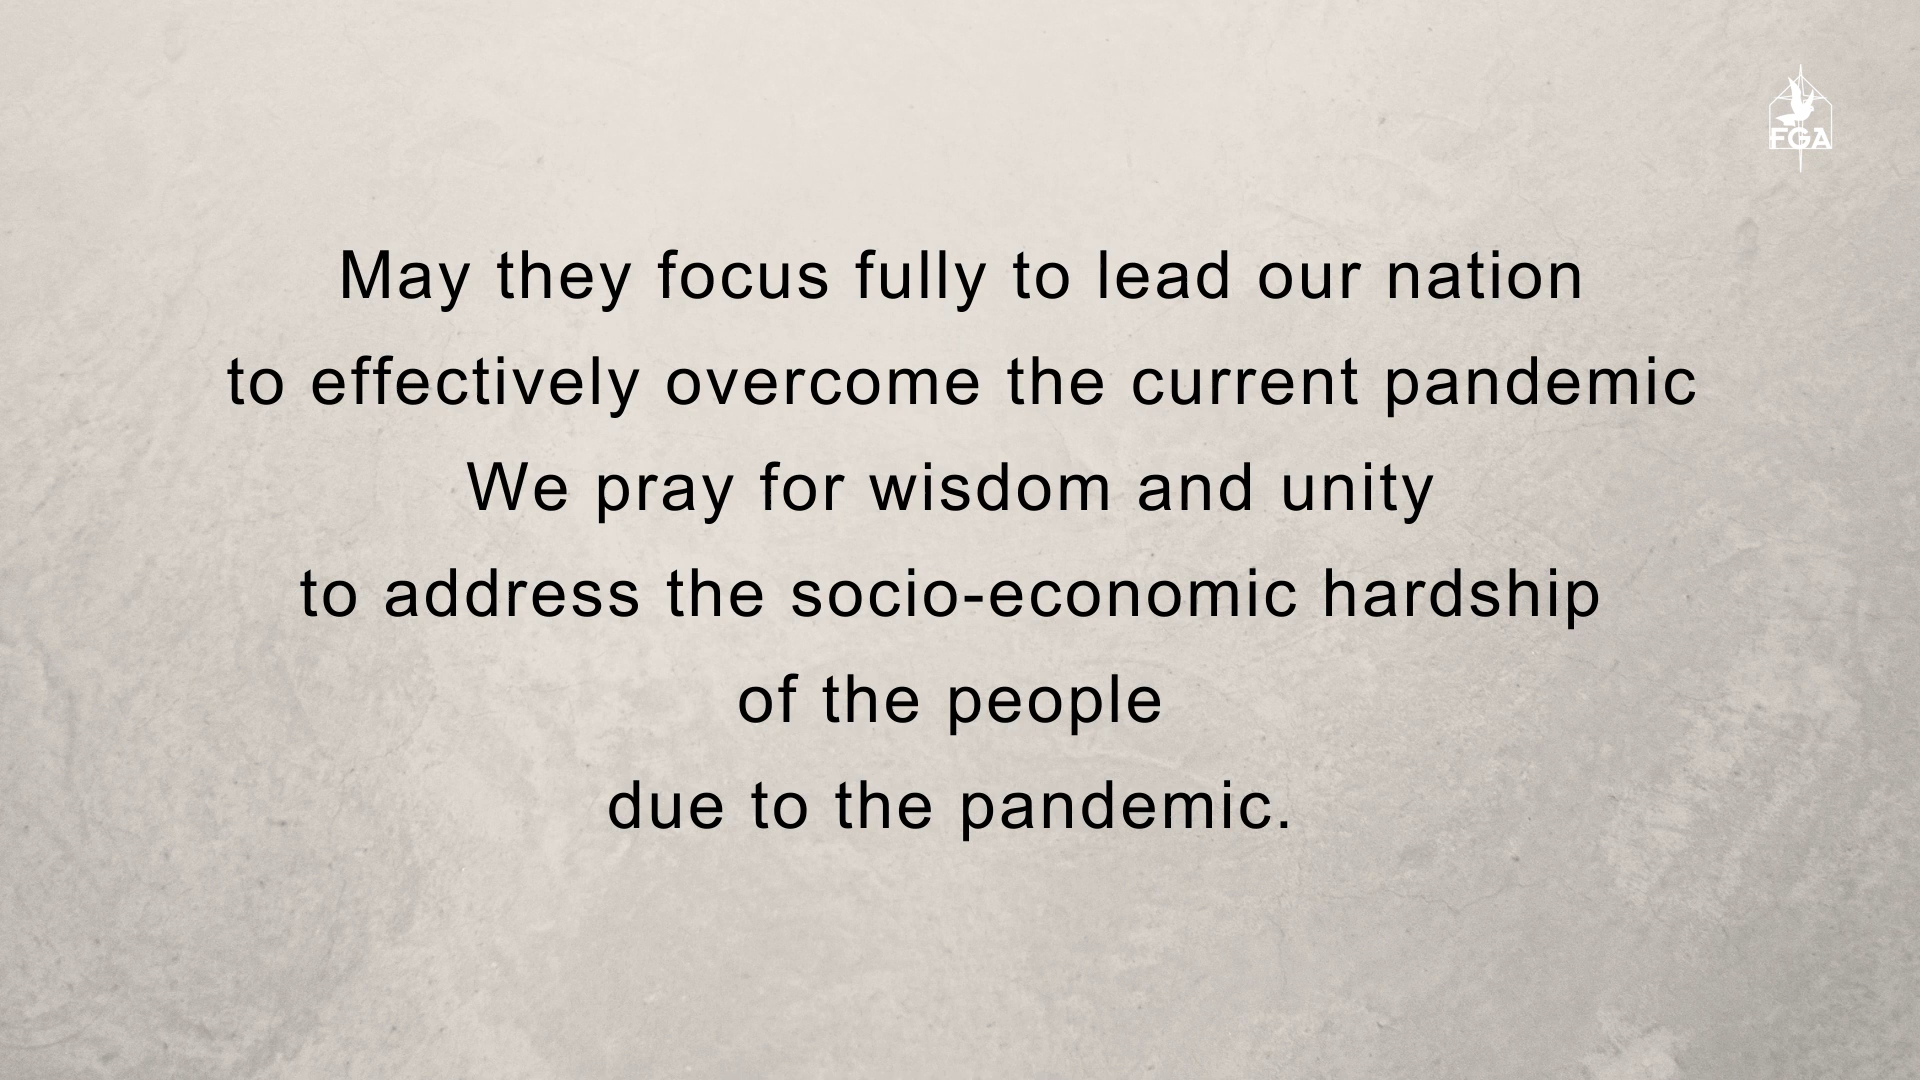 FGA
May they focus fully to lead our nation
to effectively overcome the current pandemic
We pray for wisdom and unity
to address the socio-economic hardship
of the people
due to the pandemic.